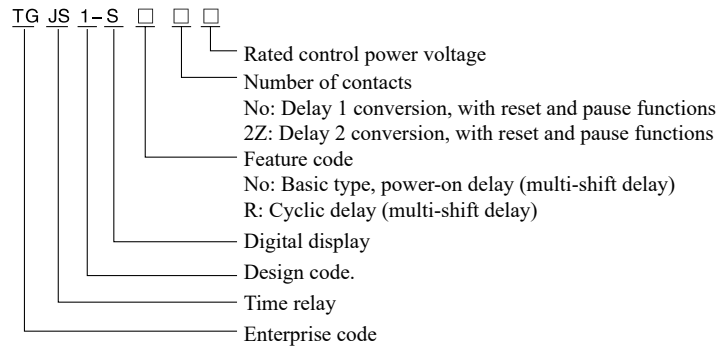 TG JS 1-S □ □ □
Rated control power voltage
Number of contacts
No: Delay 1 conversion, with reset and pause functions
2Z: Delay 2 conversion, with reset and pause functions
Feature code
No: Basic type, power-on delay (multi-shift delay)
R: Cyclic delay (multi-shift delay)
Digital display
Design code.
Time relay
Enterprise code